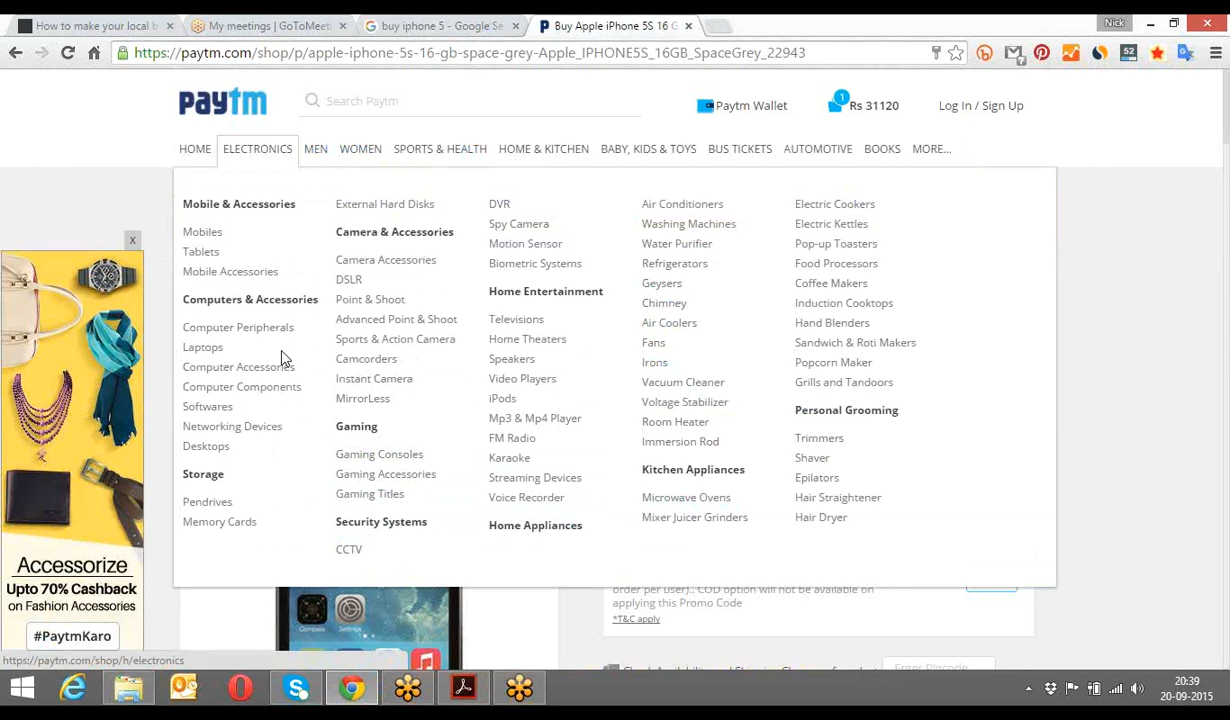 How to make your local b
My meetings | GoToMeet
buy iphone 5 - Google Se
Buy Apple iPhone 5S 16 G
Nick
https://paytm.com/shop/p/apple-iphone-5s-16-gb-space-grey-Apple_IPHONE5S_16GB_SpaceGrey_22943
52
paytm
Search Paytm
Paytm Wallet
1
Rs 31120
Log In / Sign Up
HOME
ELECTRONICS
MEN
WOMEN
SPORTS & HEALTH
HOME & KITCHEN
BABY, KIDS & TOYS
BUS TICKETS
AUTOMOTIVE
BOOKS
MORE...
Mobile & Accessories
Mobiles
Tablets
Mobile Accessories
Computers & Accessories
Computer Peripherals
Laptops
Computer Accessories
Computer Components
Softwares
Networking Devices
Desktops
Storage
Pendrives
Memory Cards
External Hard Disks
Camera & Accessories
Camera Accessories
DSLR
Point & Shoot
Advanced Point & Shoot
Sports & Action Camera
Camcorders
Instant Camera
MirrorLess
Gaming
Gaming Consoles
Gaming Accessories
Gaming Titles
Security Systems
CCTV
DVR
Spy Camera
Motion Sensor
Biometric Systems
Home Entertainment
Televisions
Home Theaters
Speakers
Video Players
iPods
Mp3 & Mp4 Player
FM Radio
Karaoke
Streaming Devices
Voice Recorder
Home Appliances
Air Conditioners
Washing Machines
Water Purifier
Refrigerators
Geysers
Chimney
Air Coolers
Fans
Irons
Vacuum Cleaner
Voltage Stabilizer
Room Heater
Immersion Rod
Kitchen Appliances
Microwave Ovens
Mixer Juicer Grinders
Electric Cookers
Electric Kettles
Pop-up Toasters
Food Processors
Coffee Makers
Induction Cooktops
Hand Blenders
Sandwich & Roti Makers
Popcorn Maker
Grills and Tandoors
Personal Grooming
Trimmers
Shaver
Epilators
Hair Straightener
Hair Dryer
X
Accessorize
Upto 70% Cashback
on Fashion Accessories
#PaytmKaro
order per user).. COD option will not be available on
applying this Promo Code
*T&C apply
Compass
Settings
Enter Pincode
https://paytm.com/shop/h/electronics
20:39
20-09-2015